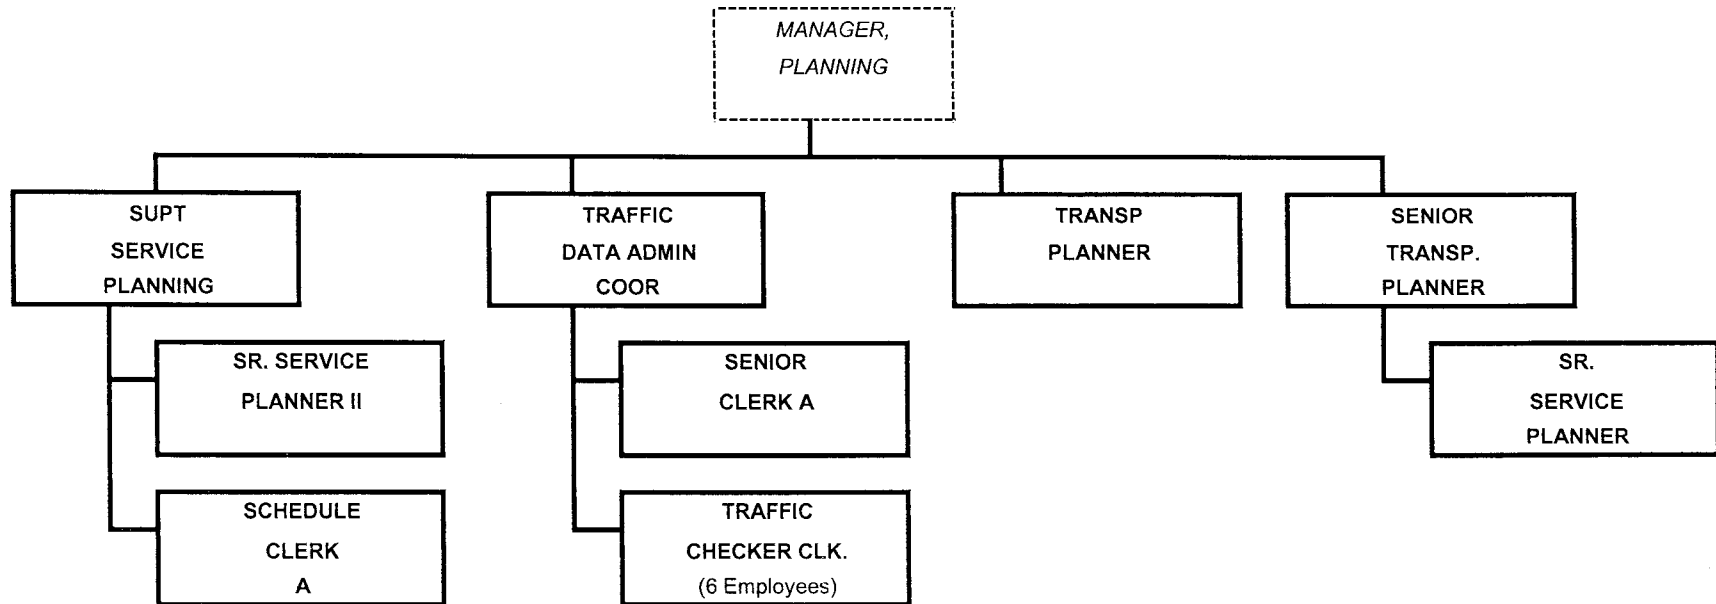 MANAGER,
PLANNING
SUPT
SERVICE
PLANNING
TRAFFIC
DATA ADMIN
COOR
TRANSP
PLANNER
SENIOR
TRANSP.
PLANNER
SR. SERVICE
PLANNER II
SENIOR
CLERK A
SR.
SERVICE
PLANNER
SCHEDULE
CLERK
A
TRAFFIC
CHECKER CLK.
(6 Employees)